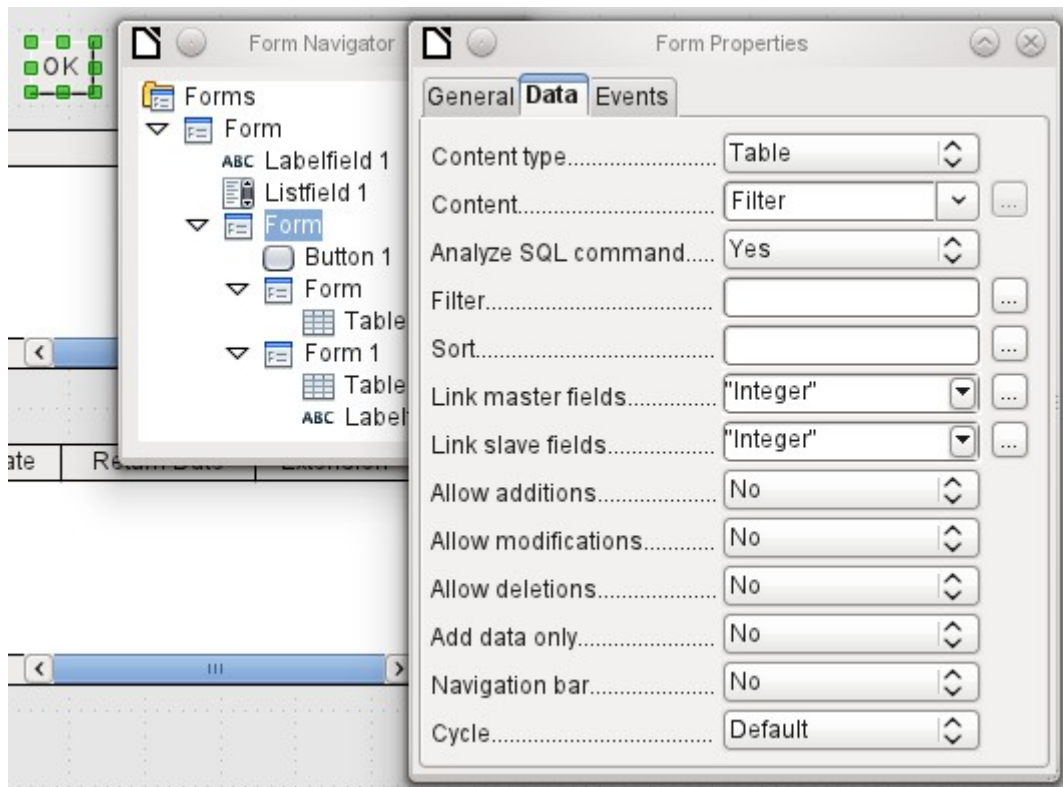 OK
Form Navigator
Forms
Form
ABC Labelfield 1
Listfield 1
Form
Button 1
Form
Table
Form 1
Table
ABC Label
ate
Extension
Form Properties
General Data Events
Content type Table
Content Filter ...
Analyze SQL command Yes
Filter ...
Sort ...
Link master fields "Integer" ...
Link slave fields "Integer" ...
Allow additions No
Allow modifications No
Allow deletions No
Add data only No
Navigation bar No
Cycle Default